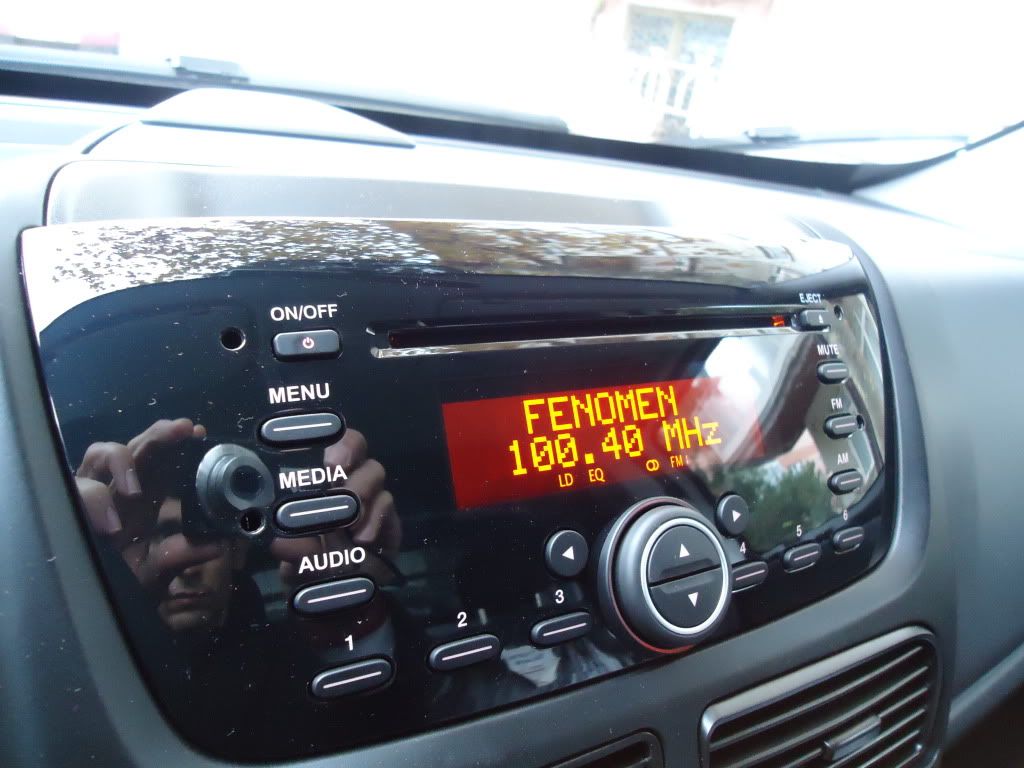 ON/OFF
EJECT
MENU
MUTE
MEDIA
FM
AM
AUDIO
FENOMEN
100.40 MHz
LD EQ FM
1
2
3
4
5
6